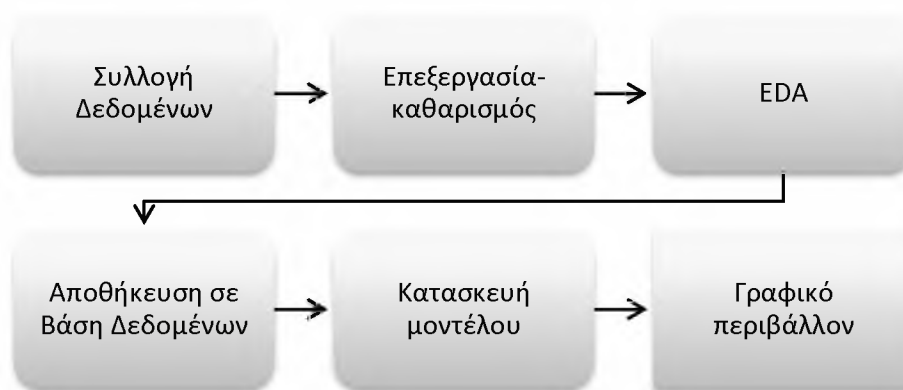 Συλλογή
Δεδομένων
Επεξεργασία-
καθαρισμός
EDA
Αποθήκευση σε
Βάση Δεδομένων
Κατασκευή
μοντέλου
Γραφικό
περιβάλλον